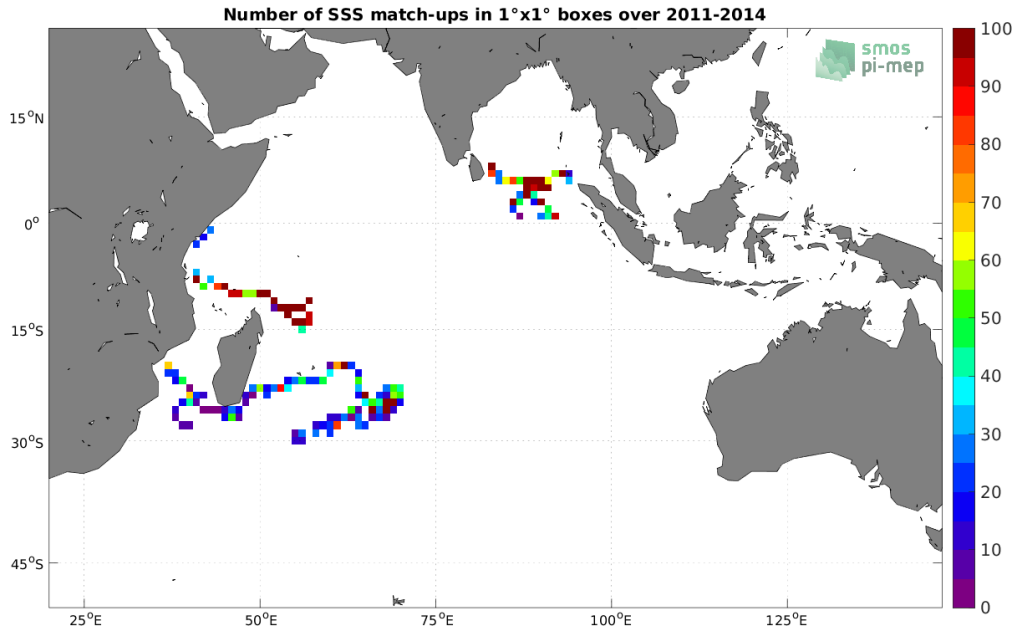 Number of SSS match-ups in 1°x1° boxes over 2011-2014
smos
pi-mep
100
90
80
70
60
50
40
30
20
10
0
15°N
0°
15°S
30°S
45°S
25°E
50°E
75°E
100°E
125°E